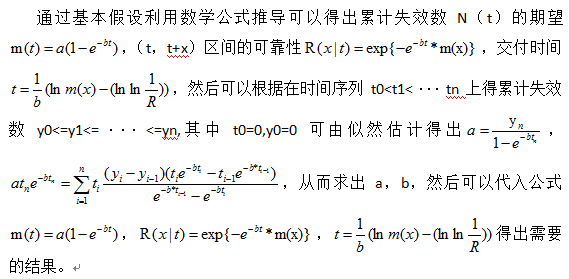 通过基本假设利用数学公式推导可以得出累计失效数 N（t）的期望
m(t) = a(1-e^{-bt})，（t，t+x）区间的可靠性 R(x|t) = exp{-e^{-bt}*m(x)}，交付时间
t = \frac{1}{b}(ln m(x)-(ln ln \frac{1}{R}))，然后可以根据在时间序列 t0<t1< ··· tn 上得累计失效
数 y0<=y1<= ··· <=yn,其中 t0=0,y0=0 可由似然估计得出 a = \frac{y_n}{1-e^{-bt_n}}，
at_n e^{-bt_n} = \sum_{i=1}^{n} t_i \frac{(y_i-y_{i-1})(t_i e^{-bt_i}-t_{i-1}e^{-b*t_{i-1}})}{e^{-b*t_{i-1}}-e^{-bt_i}}，从而求出 a，b，然后可以代入公式
m(t) = a(1-e^{-bt})，R(x|t) = exp{-e^{-bt}*m(x)}，t = \frac{1}{b}(ln m(x)-(ln ln \frac{1}{R})) 得出需要
的结果。